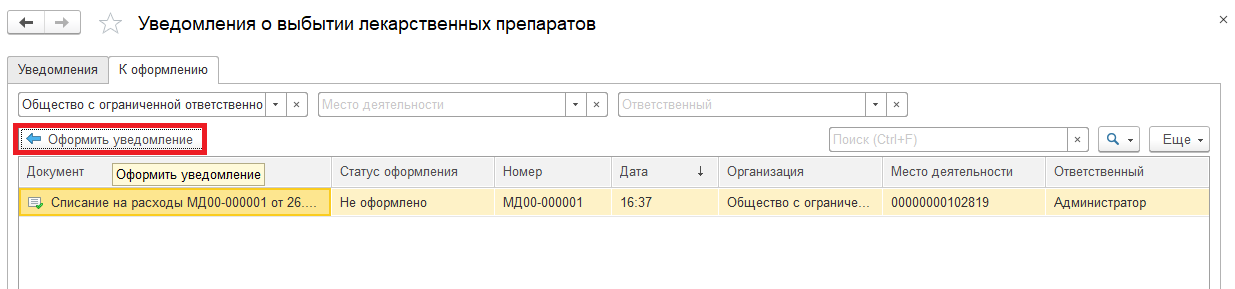 Уведомления о выбытии лекарственных препаратов
Уведомления К оформлению
Общество с ограниченной ответственно Место деятельности Ответственный
Оформить уведомление Поиск (Ctrl+F) Еще
Документ Статус оформления Номер Дата ↓ Организация Место деятельности Ответственный
Оформить уведомление
Списание на расходы МД00-000001 от 26.... Не оформлено МД00-000001 16:37 Общество с ограниче... 00000000102819 Администратор